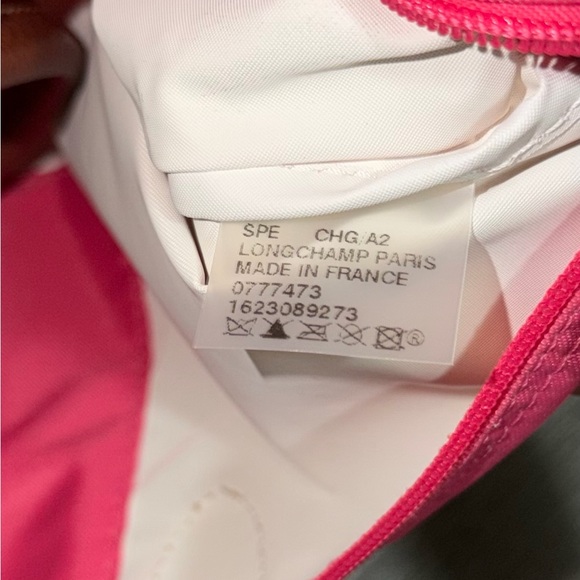 SPE CHG/A2
LONGCHAMP PARIS
MADE IN FRANCE
0777473
1623089273
®